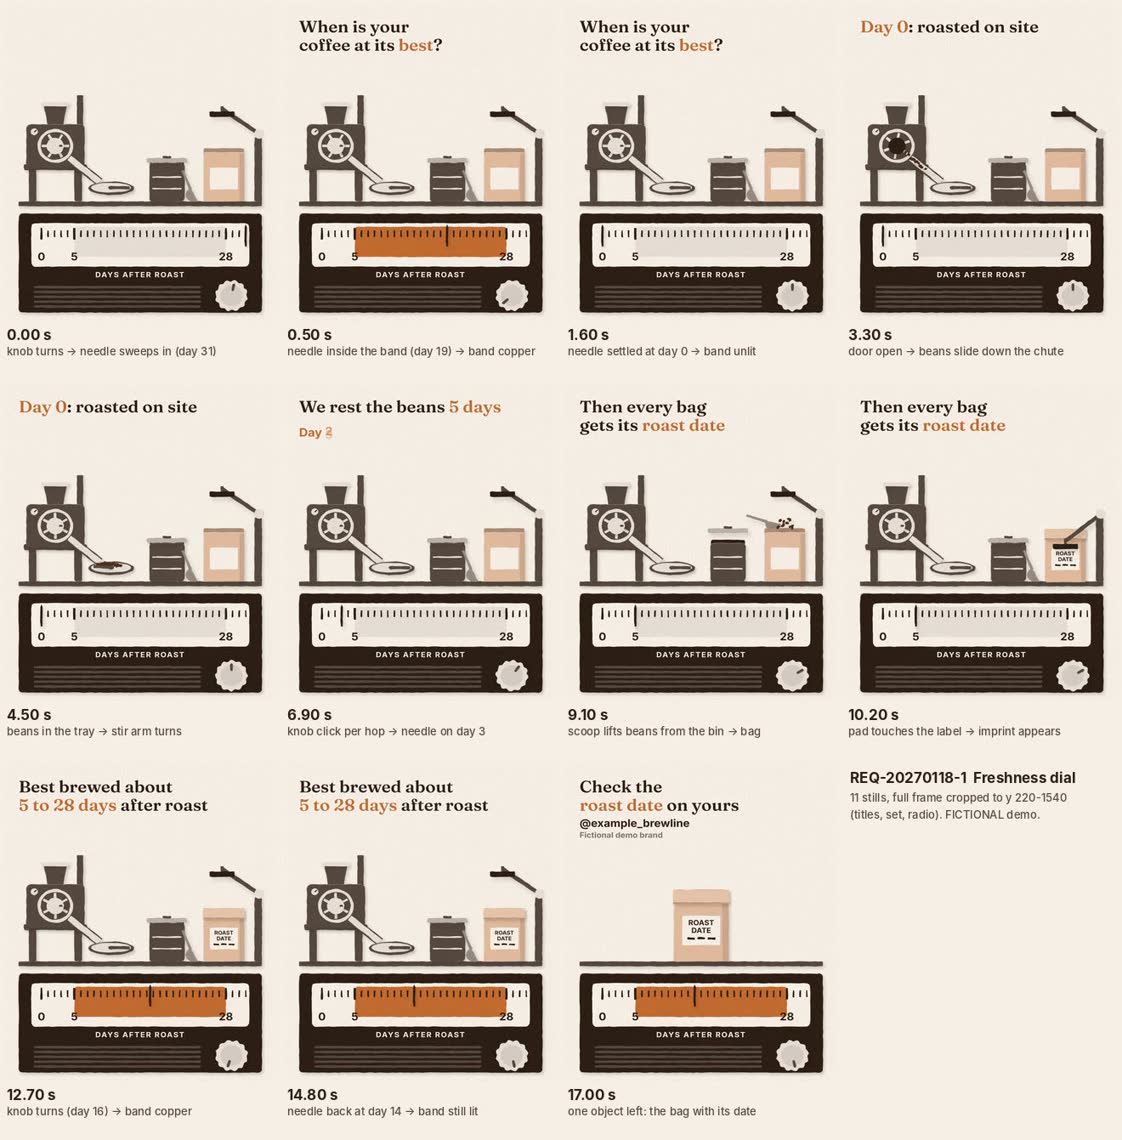 When is your
coffee at its best?
When is your
coffee at its best?
Day 0: roasted on site
0 5 28
DAYS AFTER ROAST
0 5 28
DAYS AFTER ROAST
0 5 28
DAYS AFTER ROAST
0 5 28
DAYS AFTER ROAST
0.00 s
knob turns → needle sweeps in (day 31)
0.50 s
needle inside the band (day 19) → band copper
1.60 s
needle settled at day 0 → band unlit
3.30 s
door open → beans slide down the chute
Day 0: roasted on site
We rest the beans 5 days
Day
Then every bag
gets its roast date
Then every bag
gets its roast date
ROAST
DATE
0 5 28
DAYS AFTER ROAST
0 5 28
DAYS AFTER ROAST
0 5 28
DAYS AFTER ROAST
0 5 28
DAYS AFTER ROAST
4.50 s
beans in the tray → stir arm turns
6.90 s
knob click per hop → needle on day 3
9.10 s
scoop lifts beans from the bin → bag
10.20 s
pad touches the label → imprint appears
Best brewed about
5 to 28 days after roast
Best brewed about
5 to 28 days after roast
Check the
roast date on yours
@example_brewline
Fictional demo brand
REQ-20270118-1 Freshness dial
11 stills, full frame cropped to y 220-1540
(titles, set, radio). FICTIONAL demo.
ROAST
DATE
ROAST
DATE
ROAST
DATE
0 5 28
DAYS AFTER ROAST
0 5 28
DAYS AFTER ROAST
0 5 28
DAYS AFTER ROAST
12.70 s
knob turns (day 16) → band copper
14.80 s
needle back at day 14 → band still lit
17.00 s
one object left: the bag with its date